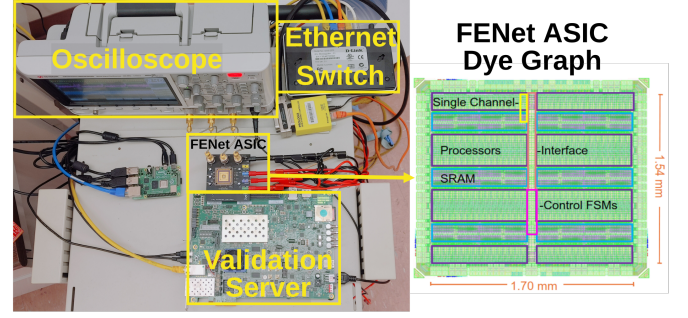 Oscilloscope
Ethernet
Switch
D-Link
FENet ASIC
Validation
Server
FENet ASIC
Dye Graph
Single Channel-
Processors
-Interface
SRAM
-Control FSMs
1.54 mm
1.70 mm